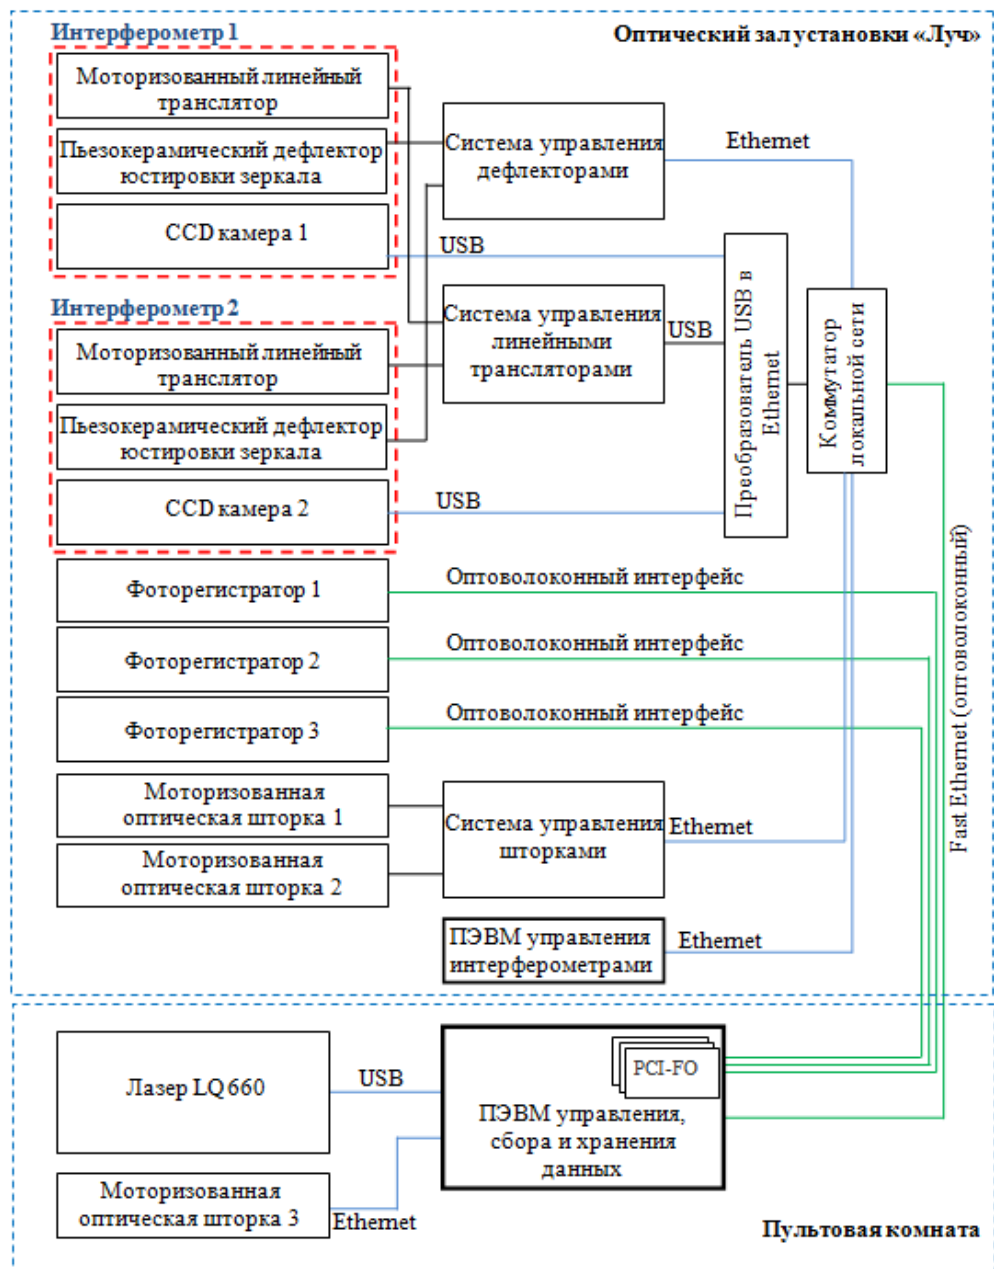 Интерферометр 1
Оптический зал установки «Луч»
Моторизованный линейный
транслятор
Пьезокерамический дефлектор
юстировки зеркала
CCD камера 1
Система управления
дефлекторами
Ethernet
USB
Интерферометр 2
Моторизованный линейный
транслятор
Пьезокерамический дефлектор
юстировки зеркала
CCD камера 2
Система управления
линейными
трансляторами
USB
USB
Преобразователь USB в
Ethernet
Коммутатор
локальной сети
Фоторегистратор 1
Оптоволоконный интерфейс
Фоторегистратор 2
Оптоволоконный интерфейс
Фоторегистратор 3
Оптоволоконный интерфейс
Fast Ethernet (оптоволоконный)
Моторизованная
оптическая шторка 1
Моторизованная
оптическая шторка 2
Система управления
шторками
Ethernet
ПЭВМ управления
интерферометрами
Ethernet
Лазер LQ 660
USB
PCI-FO
ПЭВМ управления,
сбора и хранения
данных
Моторизованная
оптическая шторка 3
Ethernet
Пультовая комната